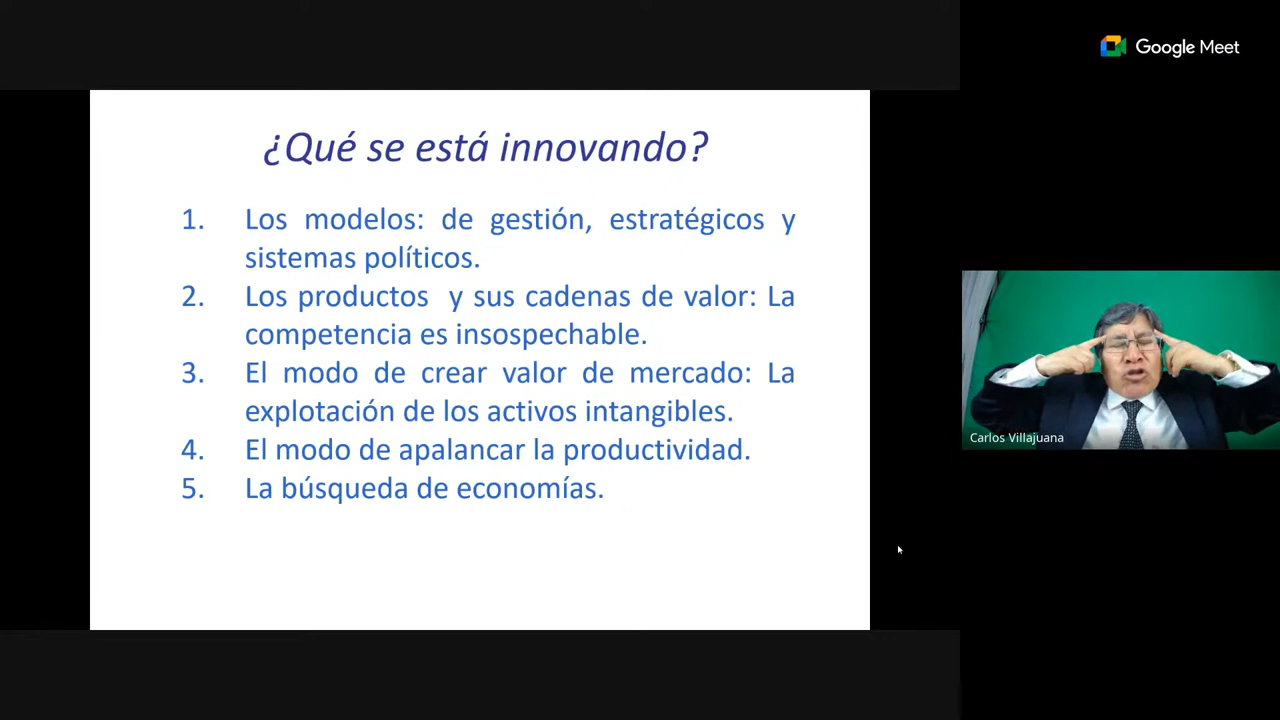 Google Meet
¿Qué se está innovando?
1. Los modelos: de gestión, estratégicos y
sistemas políticos.
2. Los productos y sus cadenas de valor: La
competencia es insospechable.
3. El modo de crear valor de mercado: La
explotación de los activos intangibles.
4. El modo de apalancar la productividad.
5. La búsqueda de economías.
Carlos Villajuana